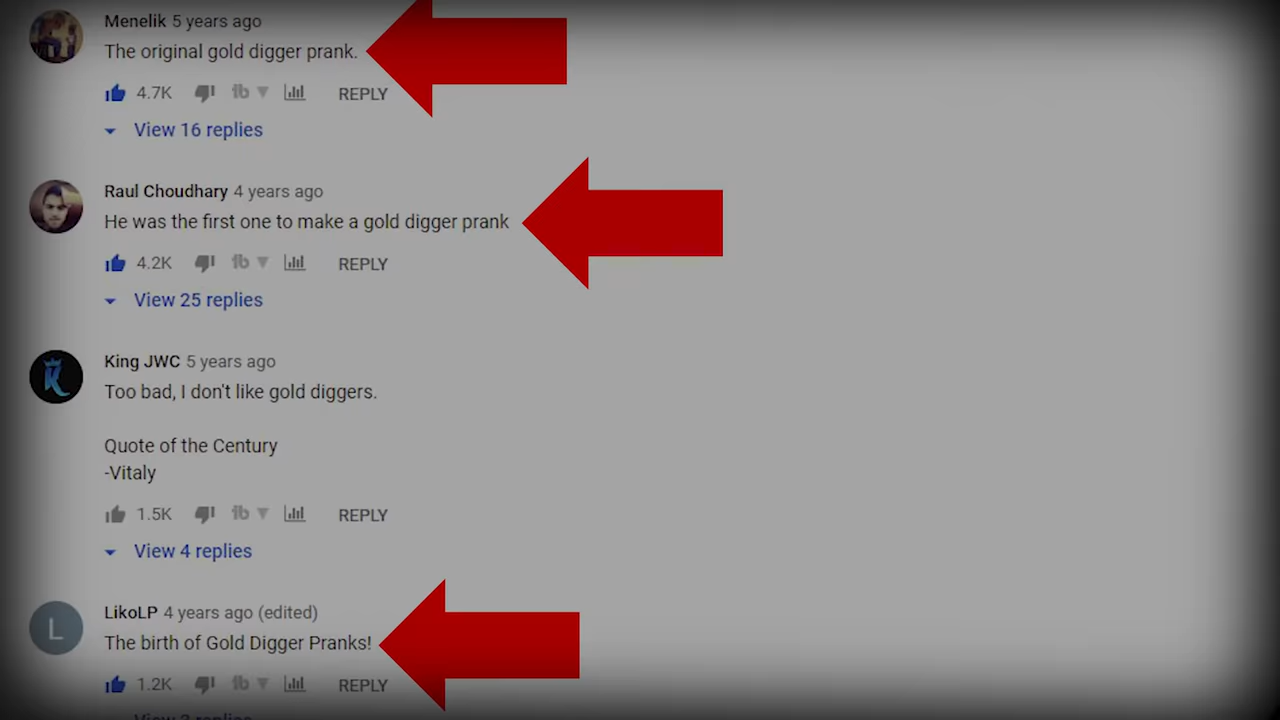 Menelik 5 years ago
The original gold digger prank.
4.7K REPLY
View 16 replies
Raul Choudhary 4 years ago
He was the first one to make a gold digger prank
4.2K REPLY
View 25 replies
King JWC 5 years ago
Too bad, I don't like gold diggers.
Quote of the Century
-Vitaly
1.5K REPLY
View 4 replies
L
LikoLP 4 years ago (edited)
The birth of Gold Digger Pranks!
1.2K REPLY